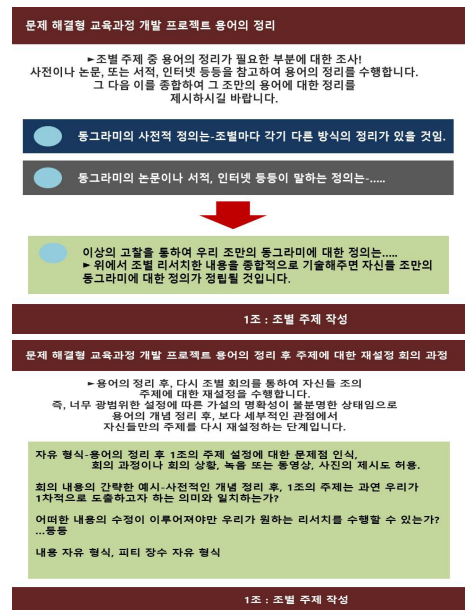 문제 해결형 교육과정 개발 프로젝트 용어의 정리
►조별 주제 중 용어의 정리가 필요한 부분에 대한 조사!
사전이나 논문, 또는 서적, 인터넷 등등을 참고하여 용어의 정리를 수행합니다.
그 다음 이를 종합하여 그 조만의 용어에 대한 정리를
제시하시길 바랍니다.
동그라미의 사전적 정의는-조별마다 각기 다른 방식의 정리가 있을 것임.
동그라미의 논문이나 서적, 인터넷 등등이 말하는 정의는-.....
이상의 고찰을 통하여 우리 조만의 동그라미에 대한 정의는.....
► 위에서 조별 리서치한 내용을 종합적으로 기술해주면 자신들 조만의
동그라미에 대한 정의가 정립될 것입니다.
1조 : 조별 주제 작성
문제 해결형 교육과정 개발 프로젝트 용어의 정리 후 주제에 대한 재설정 회의 과정
►용어의 정리 후, 다시 조별 회의를 통하여 자신들 조의
주제에 대한 재설정을 수행합니다.
즉, 너무 광범위한 설정에 따른 가설의 명확성이 불분명한 상태임으로
용어의 개념 정리 후, 보다 세부적인 관점에서
자신들만의 주제를 다시 재설정하는 단계입니다.
자유 형식-용어의 정리 후 1조의 주제 설정에 대한 문제점 인식,
회의 과정이나 회의 상황, 녹음 또는 동영상, 사진의 제시도 허용.
회의 내용의 간략한 예시-사전적인 개념 정리 후, 1조의 주제는 과연 우리가
1차적으로 도출하고자 하는 의미와 일치하는가?
어떠한 내용의 수정이 이루어져야만 우리가 원하는 리서치를 수행할 수 있는가?
...등등
내용 자유 형식, 피티 장수 자유 형식
1조 : 조별 주제 작성